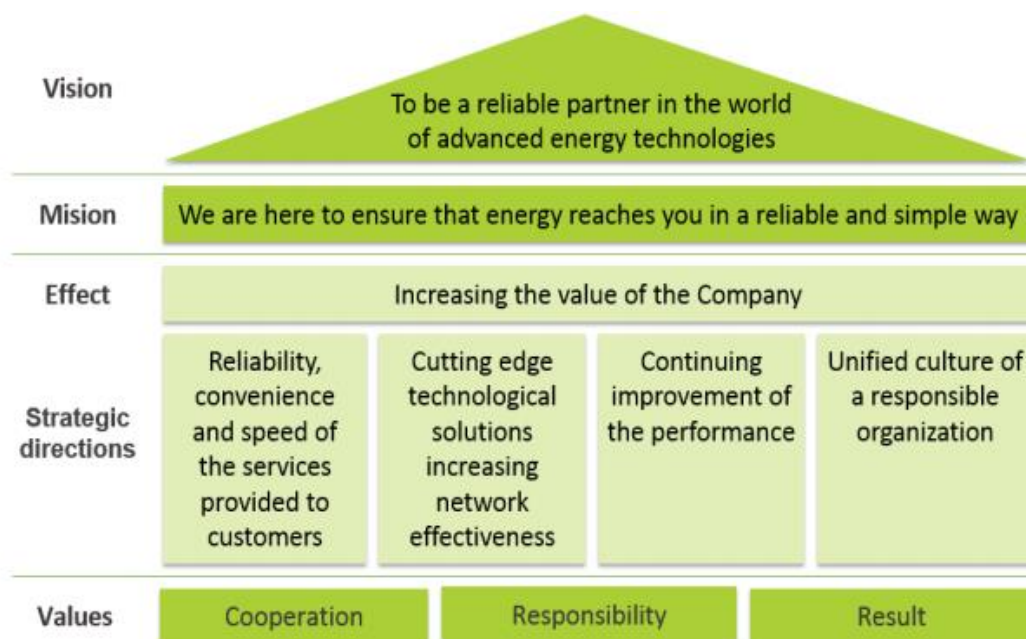 Vision
To be a reliable partner in the world
of advanced energy technologies
Mision
We are here to ensure that energy reaches you in a reliable and simple way
Effect
Increasing the value of the Company
Strategic
directions
Reliability,
convenience
and speed of
the services
provided to
customers
Cutting edge
technological
solutions
increasing
network
effectiveness
Continuing
improvement of
the performance
Unified culture of
a responsible
organization
Values
Cooperation
Responsibility
Result